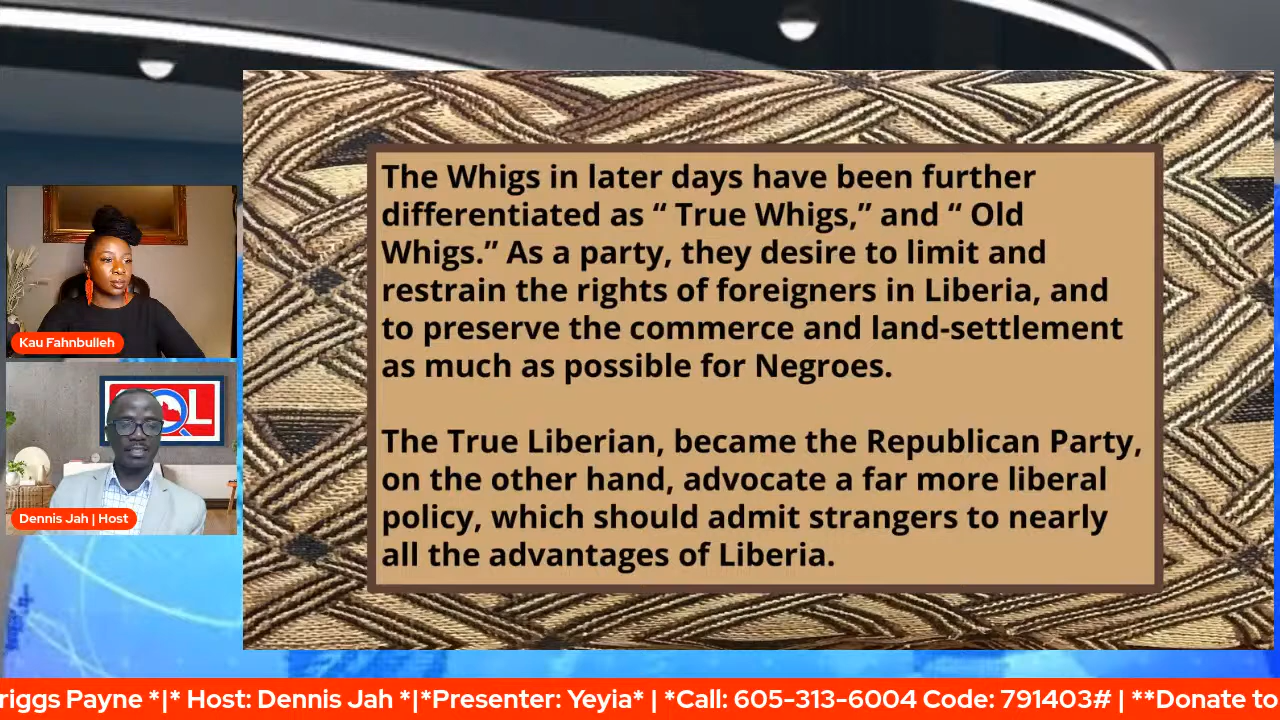 The Whigs in later days have been further
differentiated as “ True Whigs,” and “ Old
Whigs.” As a party, they desire to limit and
restrain the rights of foreigners in Liberia, and
to preserve the commerce and land-settlement
as much as possible for Negroes.
The True Liberian, became the Republican Party,
on the other hand, advocate a far more liberal
policy, which should admit strangers to nearly
all the advantages of Liberia.
Kau Fahnbulleh
Dennis Jah | Host
riggs Payne *|* Host: Dennis Jah *|*Presenter: Yeyia* | *Call: 605-313-6004 Code: 791403# | **Donate to